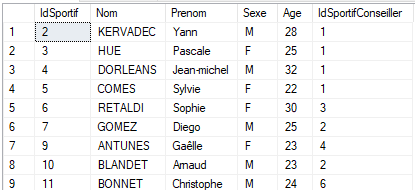 IdSportif Nom Prenom Sexe Age IdSportifConseiller
1 2 KERVADEC Yann M 28 1
2 3 HUE Pascale F 25 1
3 4 DORLEANS Jean-michel M 32 1
4 5 COMES Sylvie F 22 1
5 6 RETALDI Sophie F 30 3
6 7 GOMEZ Diego M 25 2
7 9 ANTUNES Gaêlle F 23 4
8 10 BLANDET Arnaud M 23 2
9 11 BONNET Christophe M 24 6